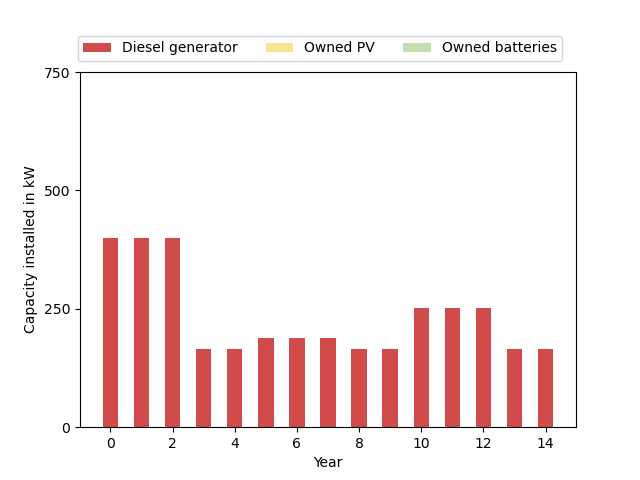 Diesel generator Owned PV Owned batteries
750
500
250
0
Capacity installed in kW
0 2 4 6 8 10 12 14
Year